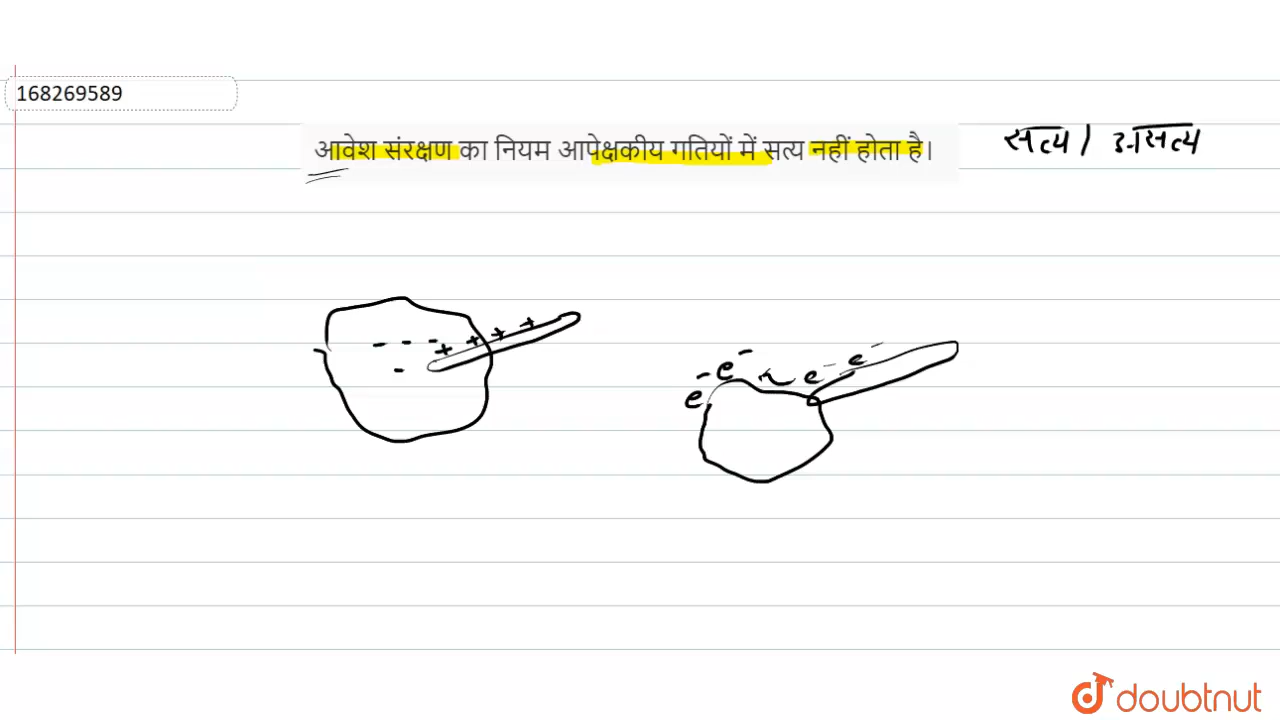 168269589
आवेश संरक्षण का नियम आपेक्षकीय गतियों में सत्य नहीं होता है।
सत्य / असत्य
- - -
-
+ + + +
e⁻ e⁻ e⁻ e⁻
doubtnut